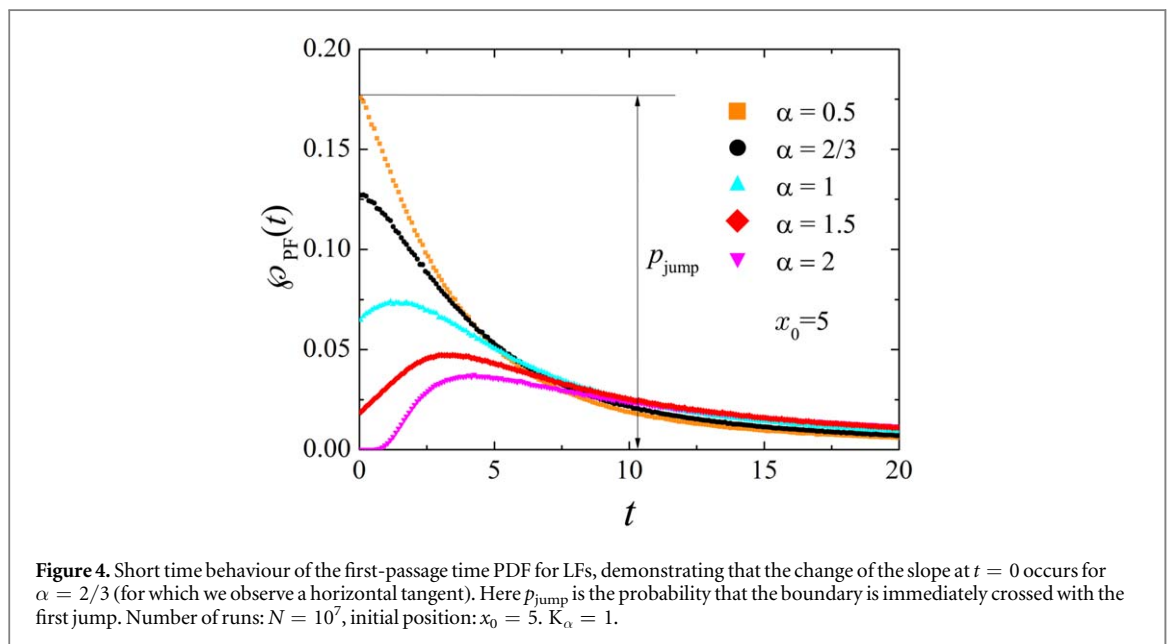 0.20
0.15
0.10
0.05
0.00
℘PF(t)
0 5 10 15 20
t
pjump
α = 0.5
α = 2/3
α = 1
α = 1.5
α = 2
x0=5
Figure 4. Short time behaviour of the first-passage time PDF for LFs, demonstrating that the change of the slope at t = 0 occurs for
α = 2/3 (for which we observe a horizontal tangent). Here pjump is the probability that the boundary is immediately crossed with the
first jump. Number of runs: N = 10⁷, initial position: x0 = 5. Kα = 1.